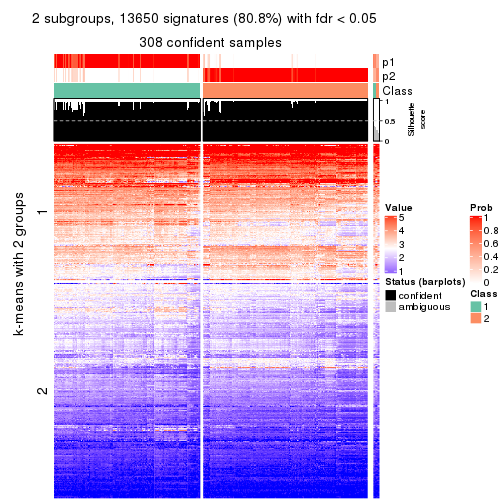 2 subgroups, 13650 signatures (80.8%) with fdr < 0.05
308 confident samples
p1
p2
Class
1
0.5
0
Silhouette
score
k-means with 2 groups
1
2
Value
5
4
3
2
1
Status (barplots)
confident
ambiguous
Prob
1
0.8
0.6
0.4
0.2
0
Class
1
2